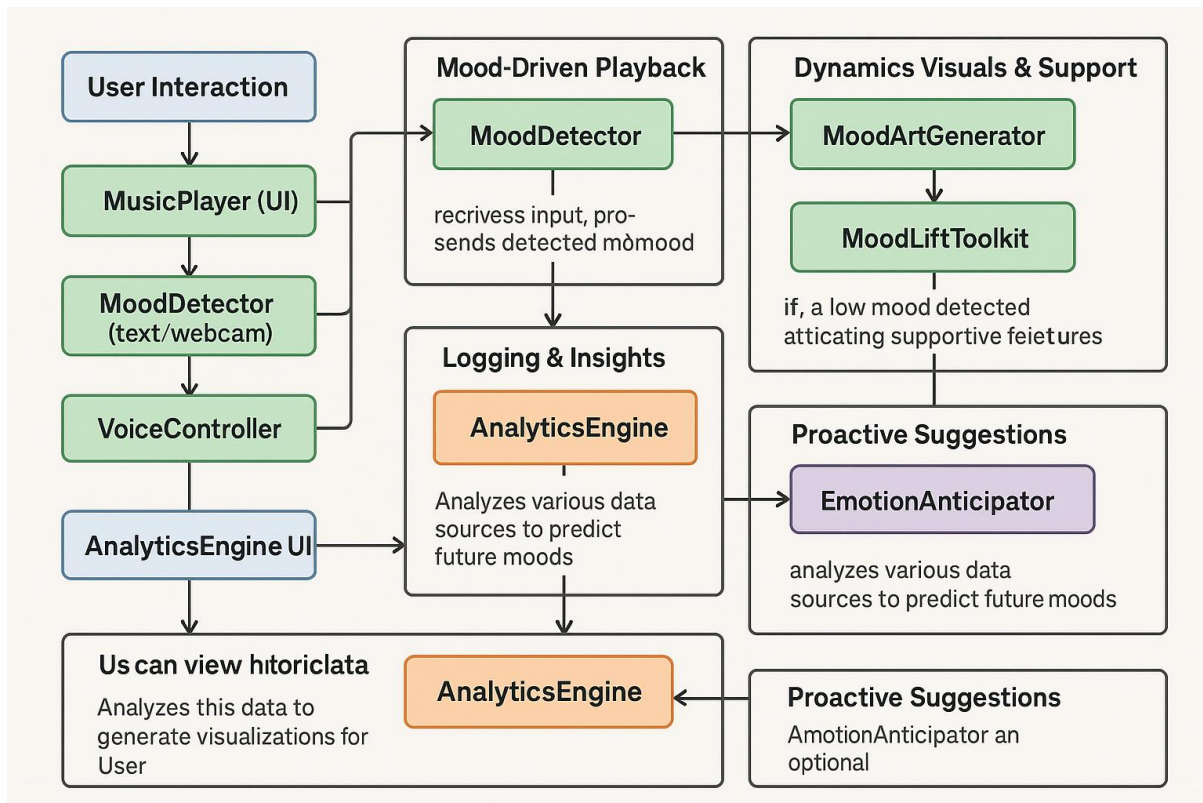 User Interaction
MusicPlayer (UI)
MoodDetector
(text/webcam)
VoiceController
AnalyticsEngine UI
Mood-Driven Playback
MoodDetector
recrivess input, pro-
sends detected mòmood
Logging & Insights
AnalyticsEngine
Analyzes various data
sources to predict
future moods
Dynamics Visuals & Support
MoodArtGenerator
MoodLiftToolkit
if, a low mood detected
atticating supportive feietures
Proactive Suggestions
EmotionAnticipator
analyzes various data
sources to predict future moods
Us can view hıtoriclata
Analyzes this data to
generate visualizations for
User
AnalyticsEngine
Proactive Suggestions
AmotionAnticipator an
optional